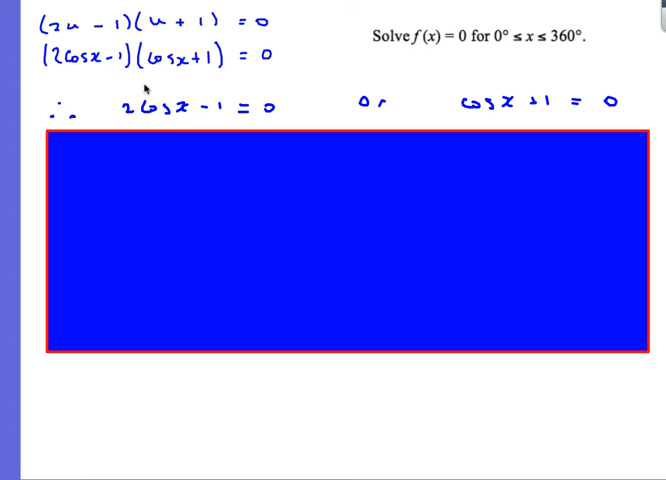 (2u - 1)(u + 1) = 0
Solve f(x) = 0 for 0° ≤ x ≤ 360°.
(2cosx - 1)(cosx + 1) = 0
∴ 2cosx - 1 = 0 or cosx + 1 = 0